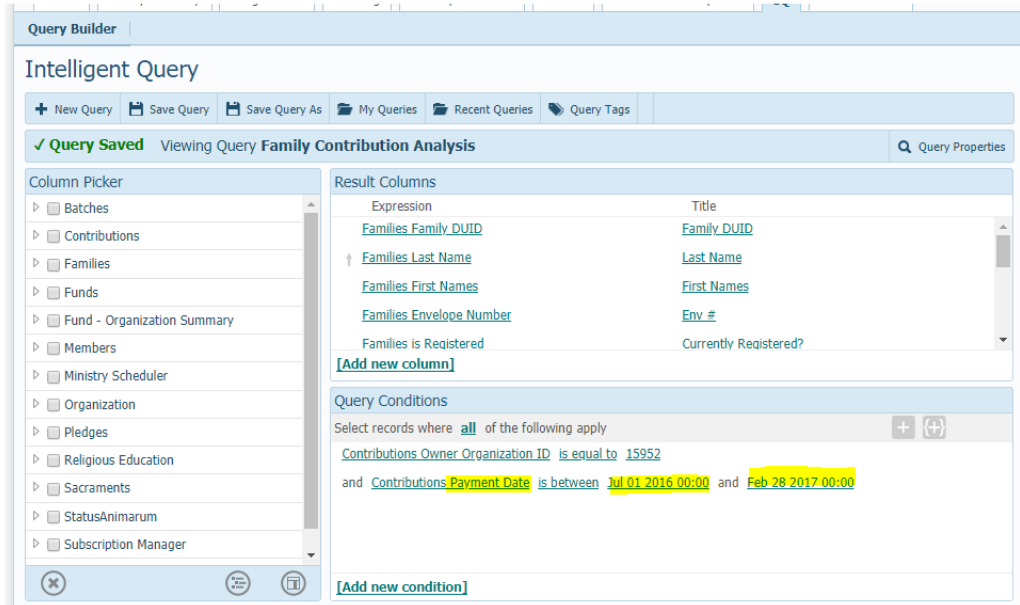 Query Builder
Intelligent Query
New Query Save Query Save Query As My Queries Recent Queries Query Tags
✓ Query Saved Viewing Query Family Contribution Analysis Query Properties
Column Picker
Batches
Contributions
Families
Funds
Fund - Organization Summary
Members
Ministry Scheduler
Organization
Pledges
Religious Education
Sacraments
StatusAnimarum
Subscription Manager
Result Columns
Expression Title
Families Family DUID Family DUID
Families Last Name Last Name
Families First Names First Names
Families Envelope Number Env #
Families is Registered Currently Registered?
[Add new column]
Query Conditions
Select records where all of the following apply
Contributions Owner Organization ID is equal to 15952
and Contributions Payment Date is between Jul 01 2016 00:00 and Feb 28 2017 00:00
[Add new condition]